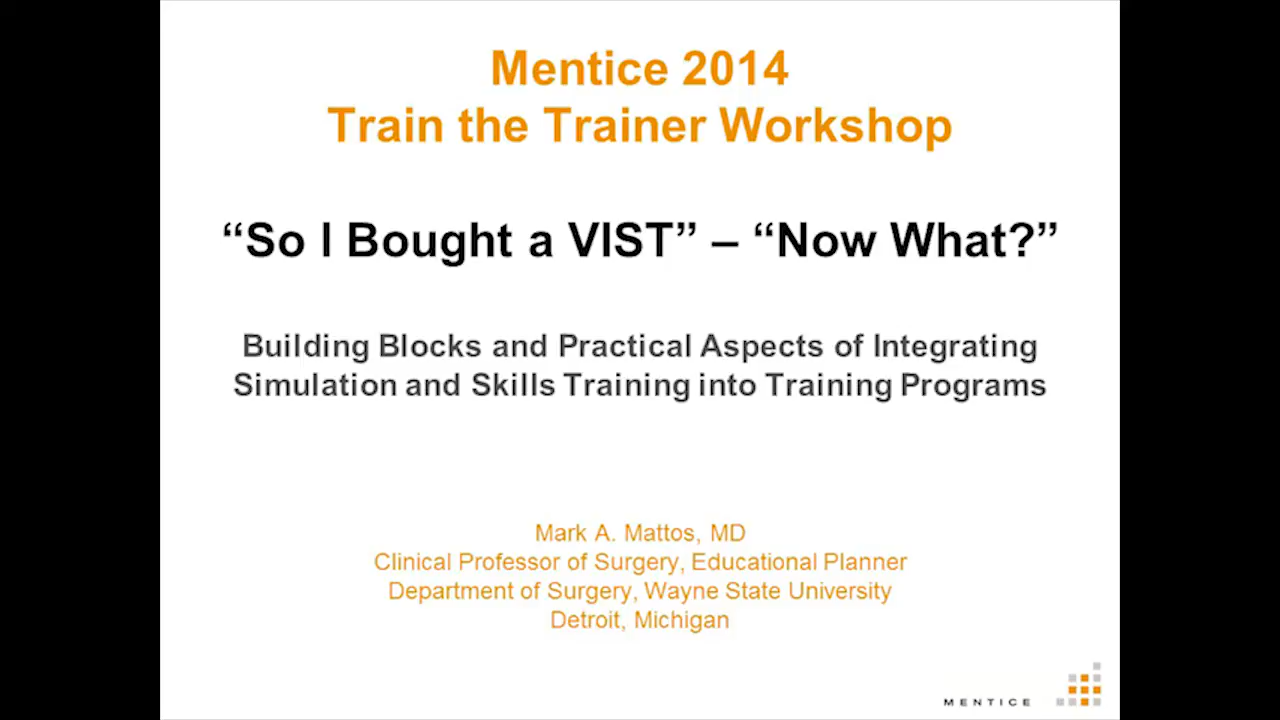 Mentice 2014
Train the Trainer Workshop
“So I Bought a VIST” – “Now What?”
Building Blocks and Practical Aspects of Integrating
Simulation and Skills Training into Training Programs
Mark A. Mattos, MD
Clinical Professor of Surgery, Educational Planner
Department of Surgery, Wayne State University
Detroit, Michigan
MENTICE